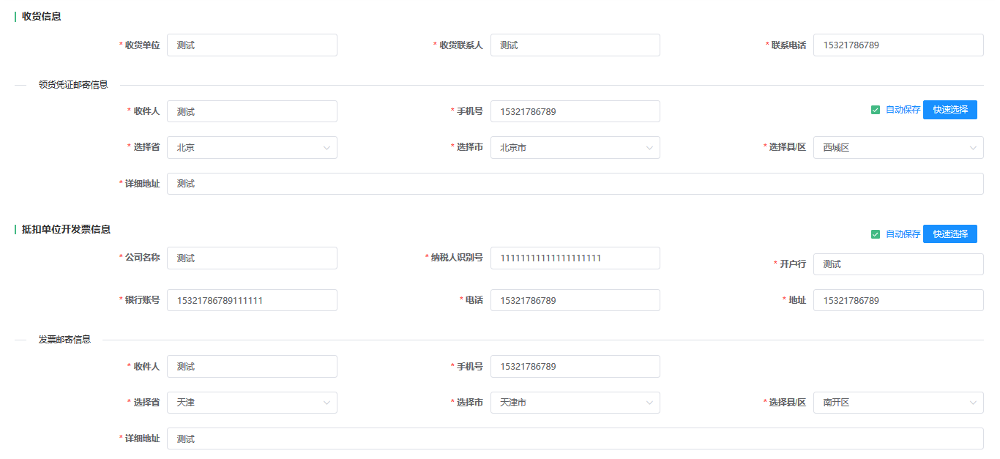 收货信息
* 收货单位 测试 * 收货联系人 测试 * 联系电话 15321786789
领货凭证邮寄信息
* 收件人 测试 * 手机号 15321786789 自动保存 快速选择
* 选择省 北京 * 选择市 北京市 * 选择县/区 西城区
* 详细地址 测试
抵扣单位开发票信息 自动保存 快速选择
* 公司名称 测试 * 纳税人识别号 11111111111111111111 * 开户行 测试
* 银行账号 15321786789111111 * 电话 15321786789 * 地址 15321786789
发票邮寄信息
* 收件人 测试 * 手机号 15321786789
* 选择省 天津 * 选择市 天津市 * 选择县/区 南开区
* 详细地址 测试